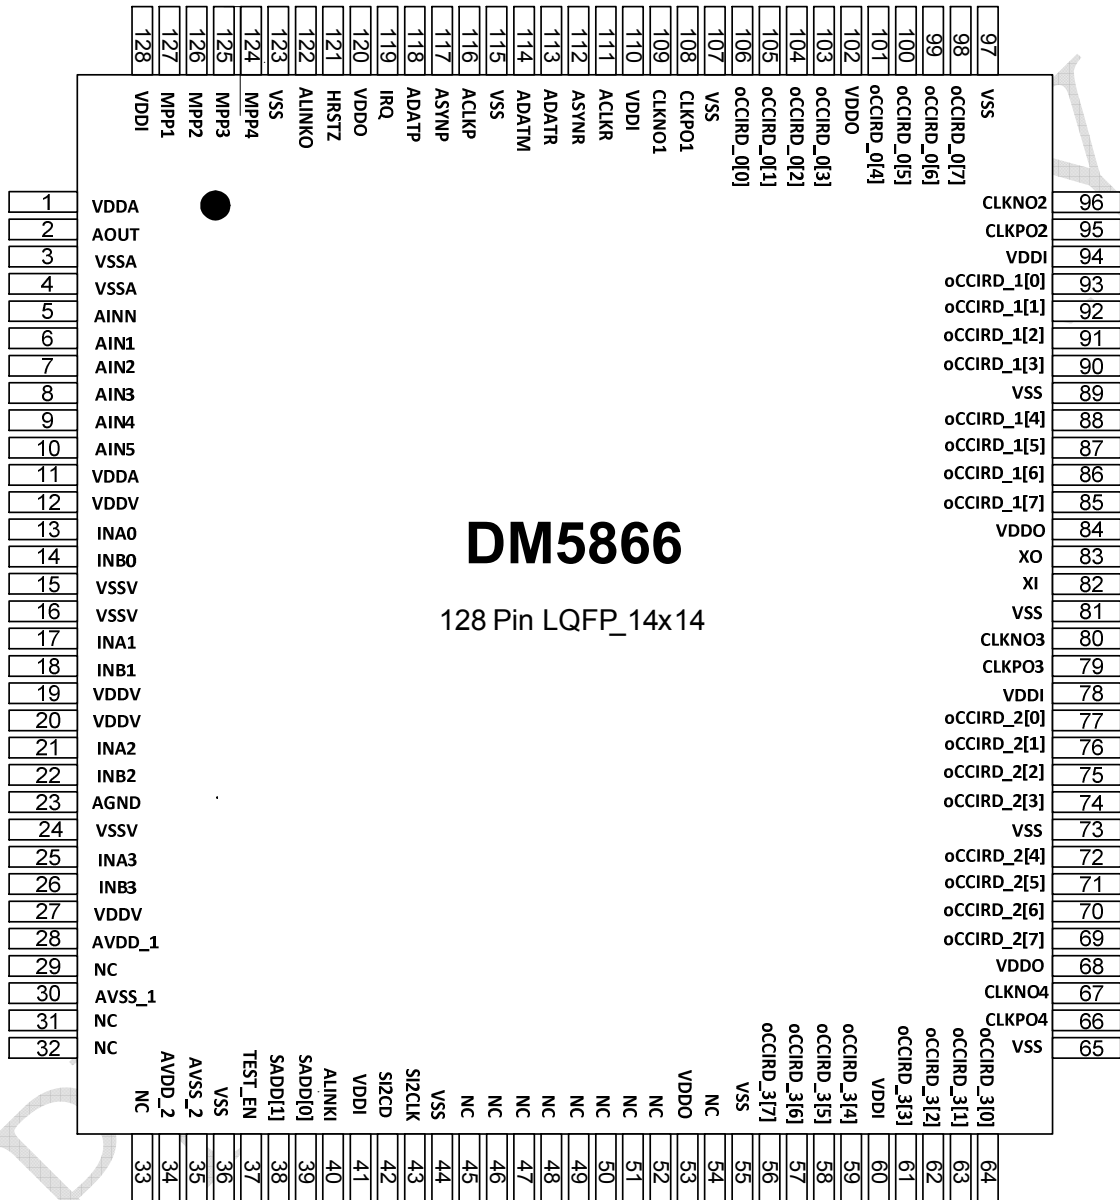 128 127 126 125 124 123 122 121 120 119 118 117 116 115 114 113 112 111 110 109 108 107 106 105 104 103 102 101 100 99 98 97
VDDI MPP1 MPP2 MPP3 MPP4 VSS ALINKO HRSTZ VDDO IRQ ADATP ASYNP ACLKP VSS ADATM ADATR ASYNR ACLKR VDDI CLKNO1 CLKPO1 VSS oCCIRD_0[0] oCCIRD_0[1] oCCIRD_0[2] oCCIRD_0[3] VDDO oCCIRD_0[4] oCCIRD_0[5] oCCIRD_0[6] oCCIRD_0[7] VSS
1 VDDA
2 AOUT
3 VSSA
4 VSSA
5 AINN
6 AIN1
7 AIN2
8 AIN3
9 AIN4
10 AIN5
11 VDDA
12 VDDV
13 INA0
14 INB0
15 VSSV
16 VSSV
17 INA1
18 INB1
19 VDDV
20 VDDV
21 INA2
22 INB2
23 AGND
24 VSSV
25 INA3
26 INB3
27 VDDV
28 AVDD_1
29 NC
30 AVSS_1
31 NC
32 NC
DM5866
128 Pin LQFP_14x14
CLKNO2 96
CLKPO2 95
VDDI 94
oCCIRD_1[0] 93
oCCIRD_1[1] 92
oCCIRD_1[2] 91
oCCIRD_1[3] 90
VSS 89
oCCIRD_1[4] 88
oCCIRD_1[5] 87
oCCIRD_1[6] 86
oCCIRD_1[7] 85
VDDO 84
XO 83
XI 82
VSS 81
CLKNO3 80
CLKPO3 79
VDDI 78
oCCIRD_2[0] 77
oCCIRD_2[1] 76
oCCIRD_2[2] 75
oCCIRD_2[3] 74
VSS 73
oCCIRD_2[4] 72
oCCIRD_2[5] 71
oCCIRD_2[6] 70
oCCIRD_2[7] 69
VDDO 68
CLKNO4 67
CLKPO4 66
VSS 65
NC AVDD_2 AVSS_2 VSS TEST_EN SADD[1] SADD[0] ALINKI VDDI SI2CD SI2CLK VSS NC NC NC NC NC NC NC NC VDDO NC VSS oCCIRD_3[7] oCCIRD_3[6] oCCIRD_3[5] oCCIRD_3[4] VDDI oCCIRD_3[3] oCCIRD_3[2] oCCIRD_3[1] oCCIRD_3[0]
33 34 35 36 37 38 39 40 41 42 43 44 45 46 47 48 49 50 51 52 53 54 55 56 57 58 59 60 61 62 63 64